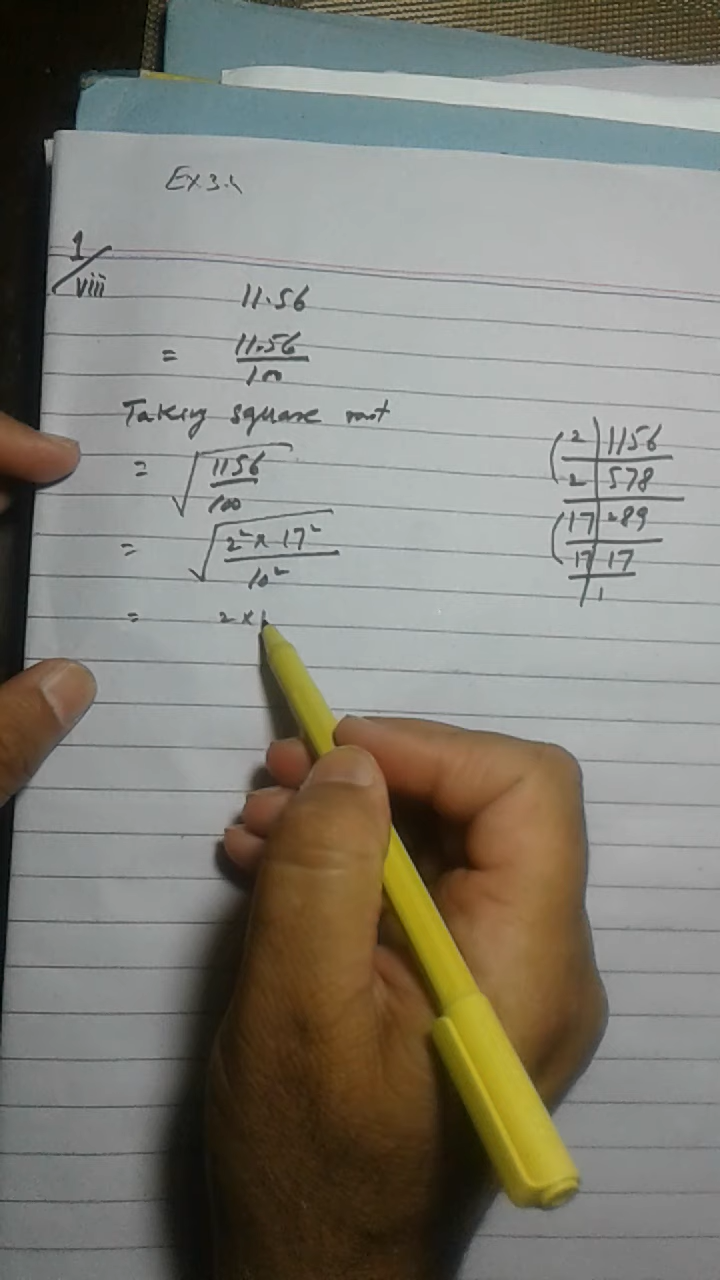 Ex 3.4
1/viii
11.56
= 11.56/100
Taking square root
= √(1156/100)
= √(2² × 17²/10²)
= 2 × 1
2 | 1156
2 | 578
17 | 289
17 | 17
1